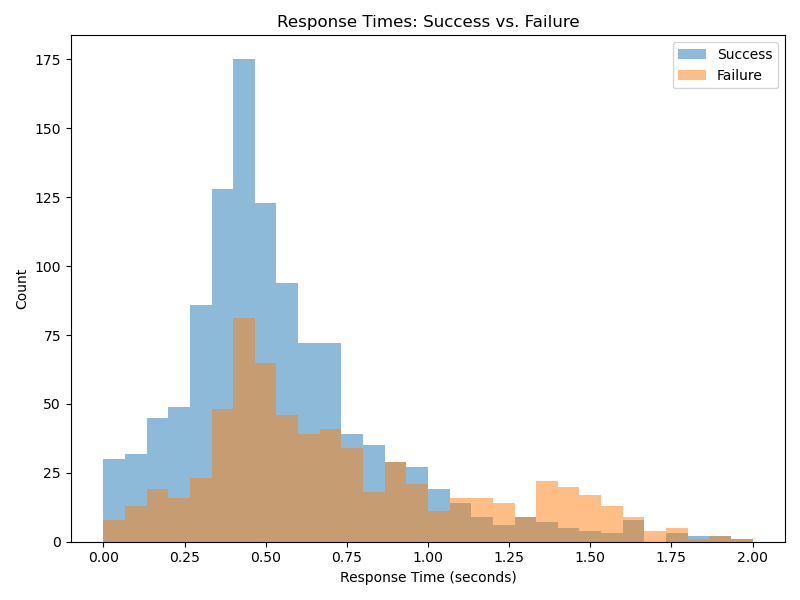 Response Times: Success vs. Failure
Success
Failure
175
150
125
100
75
50
25
0
Count
0.00 0.25 0.50 0.75 1.00 1.25 1.50 1.75 2.00
Response Time (seconds)